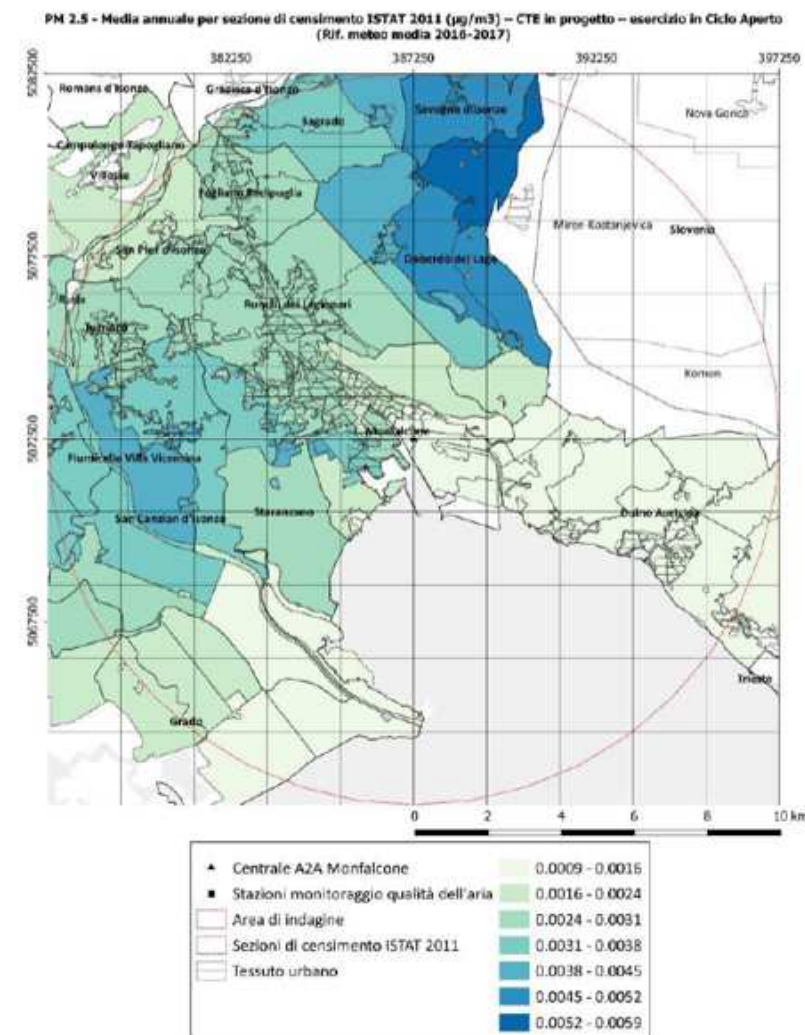 PM 2.5 - Media annuale per sezione di censimento ISTAT 2011 (µg/m3) – CTE in progetto – esercizio in Ciclo Aperto
(Rif. meteo media 2016-2017)
382250 387250 392250 397250
5082500
Romans d'Isonzo
Gradisca d'Isonzo
Savogna d'Isonzo
Nova Gorica
Sagrado
Campolongo Tapogliano
Villesse
Fogliano Redipuglia
Miren Kostanjevica
Slovenia
San Pier d'Isonzo
5077500
Doberdò del Lago
Ruda
Ronchi dei Legionari
Turriaco
Komen
Monfalcone
5072500
Fiumicello Villa Vicentina
Staranzano
Duino Aurisina
San Canzian d'Isonzo
5067500
Trieste
Grado
0 2 4 6 8 10 km
Centrale A2A Monfalcone
Stazioni monitoraggio qualità dell'aria
Area di indagine
Sezioni di censimento ISTAT 2011
Tessuto urbano
0.0009 - 0.0016
0.0016 - 0.0024
0.0024 - 0.0031
0.0031 - 0.0038
0.0038 - 0.0045
0.0045 - 0.0052
0.0052 - 0.0059